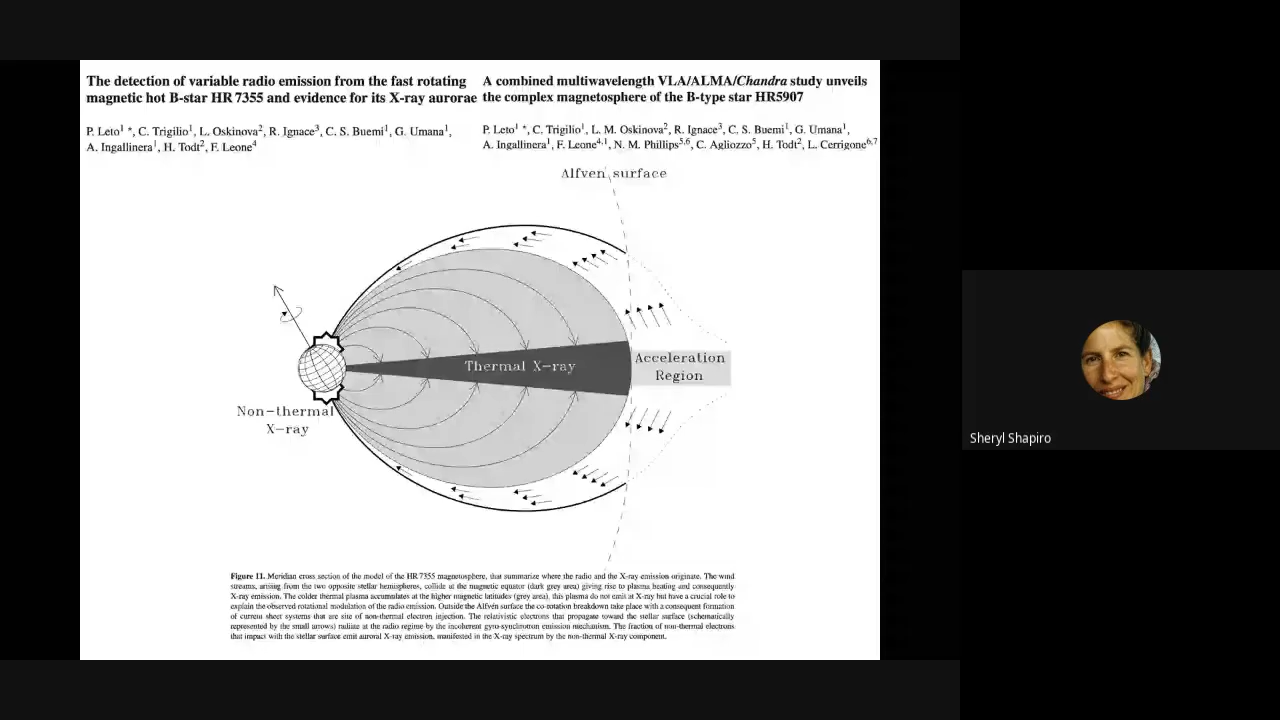 The detection of variable radio emission from the fast rotating
magnetic hot B-star HR 7355 and evidence for its X-ray aurorae
P. Leto1 *, C. Trigilio1, L. Oskinova2, R. Ignace3, C. S. Buemi1, G. Umana1,
A. Ingallinera1, H. Todt2, F. Leone4
A combined multiwavelength VLA/ALMA/Chandra study unveils
the complex magnetosphere of the B-type star HR5907
P. Leto1 *, C. Trigilio1, L. M. Oskinova2, R. Ignace3, C. S. Buemi1, G. Umana1,
A. Ingallinera1, F. Leone4,1, N. M. Phillips5,6, C. Agliozzo5, H. Todt2, L. Cerrigone6,7
Alfven surface
Thermal X-ray
Acceleration
Region
Non-thermal
X-ray
Sheryl Shapiro
Figure 11. Meridian cross section of the model of the HR 7355 magnetosphere, that summarize where the radio and the X-ray emission originate. The wind
streams, arising from the two opposite stellar hemispheres, collide at the magnetic equator (dark grey area) giving rise to plasma heating and consequently
X-ray emission. The colder thermal plasma accumulates at the higher magnetic latitudes (grey area), this plasma do not emit at X-ray but have a crucial role to
explain the observed rotational modulation of the radio emission. Outside the Alfvén surface the co-rotation breakdown take place with a consequent formation
of current sheet systems that are site of non-thermal electron injection. The relativistic electrons that propagate toward the stellar surface (schematically
represented by the small arrows) radiate at the radio regime by the incoherent gyro-synchrotron emission mechanism. The fraction of non-thermal electrons
that impact with the stellar surface emit auroral X-ray emission, manifested in the X-ray spectrum by the non-thermal X-ray component.